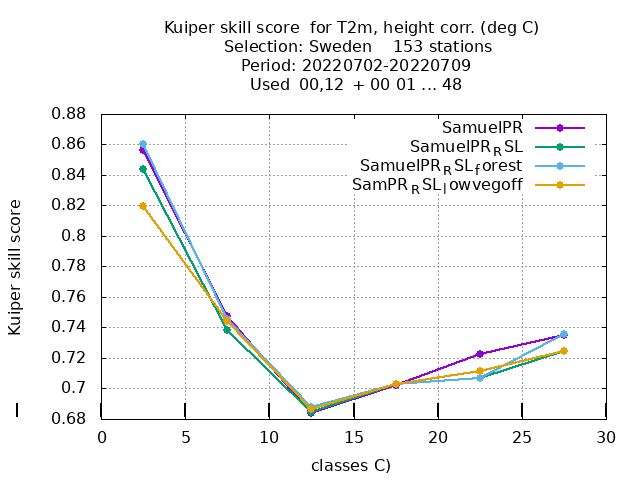 Kuiper skill score  for T2m, height corr. (deg C)
Selection: Sweden    153 stations
Period: 20220702-20220709
Used  00,12  + 00 01 ... 48
SamuelPR
SamuelPR_RSL
SamuelPR_RSL_forest
SamPR_RSL_lowvegoff
0.88
0.86
0.84
0.82
0.8
0.78
0.76
0.74
0.72
0.7
0.68
Kuiper skill score
0 5 10 15 20 25 30
classes C)